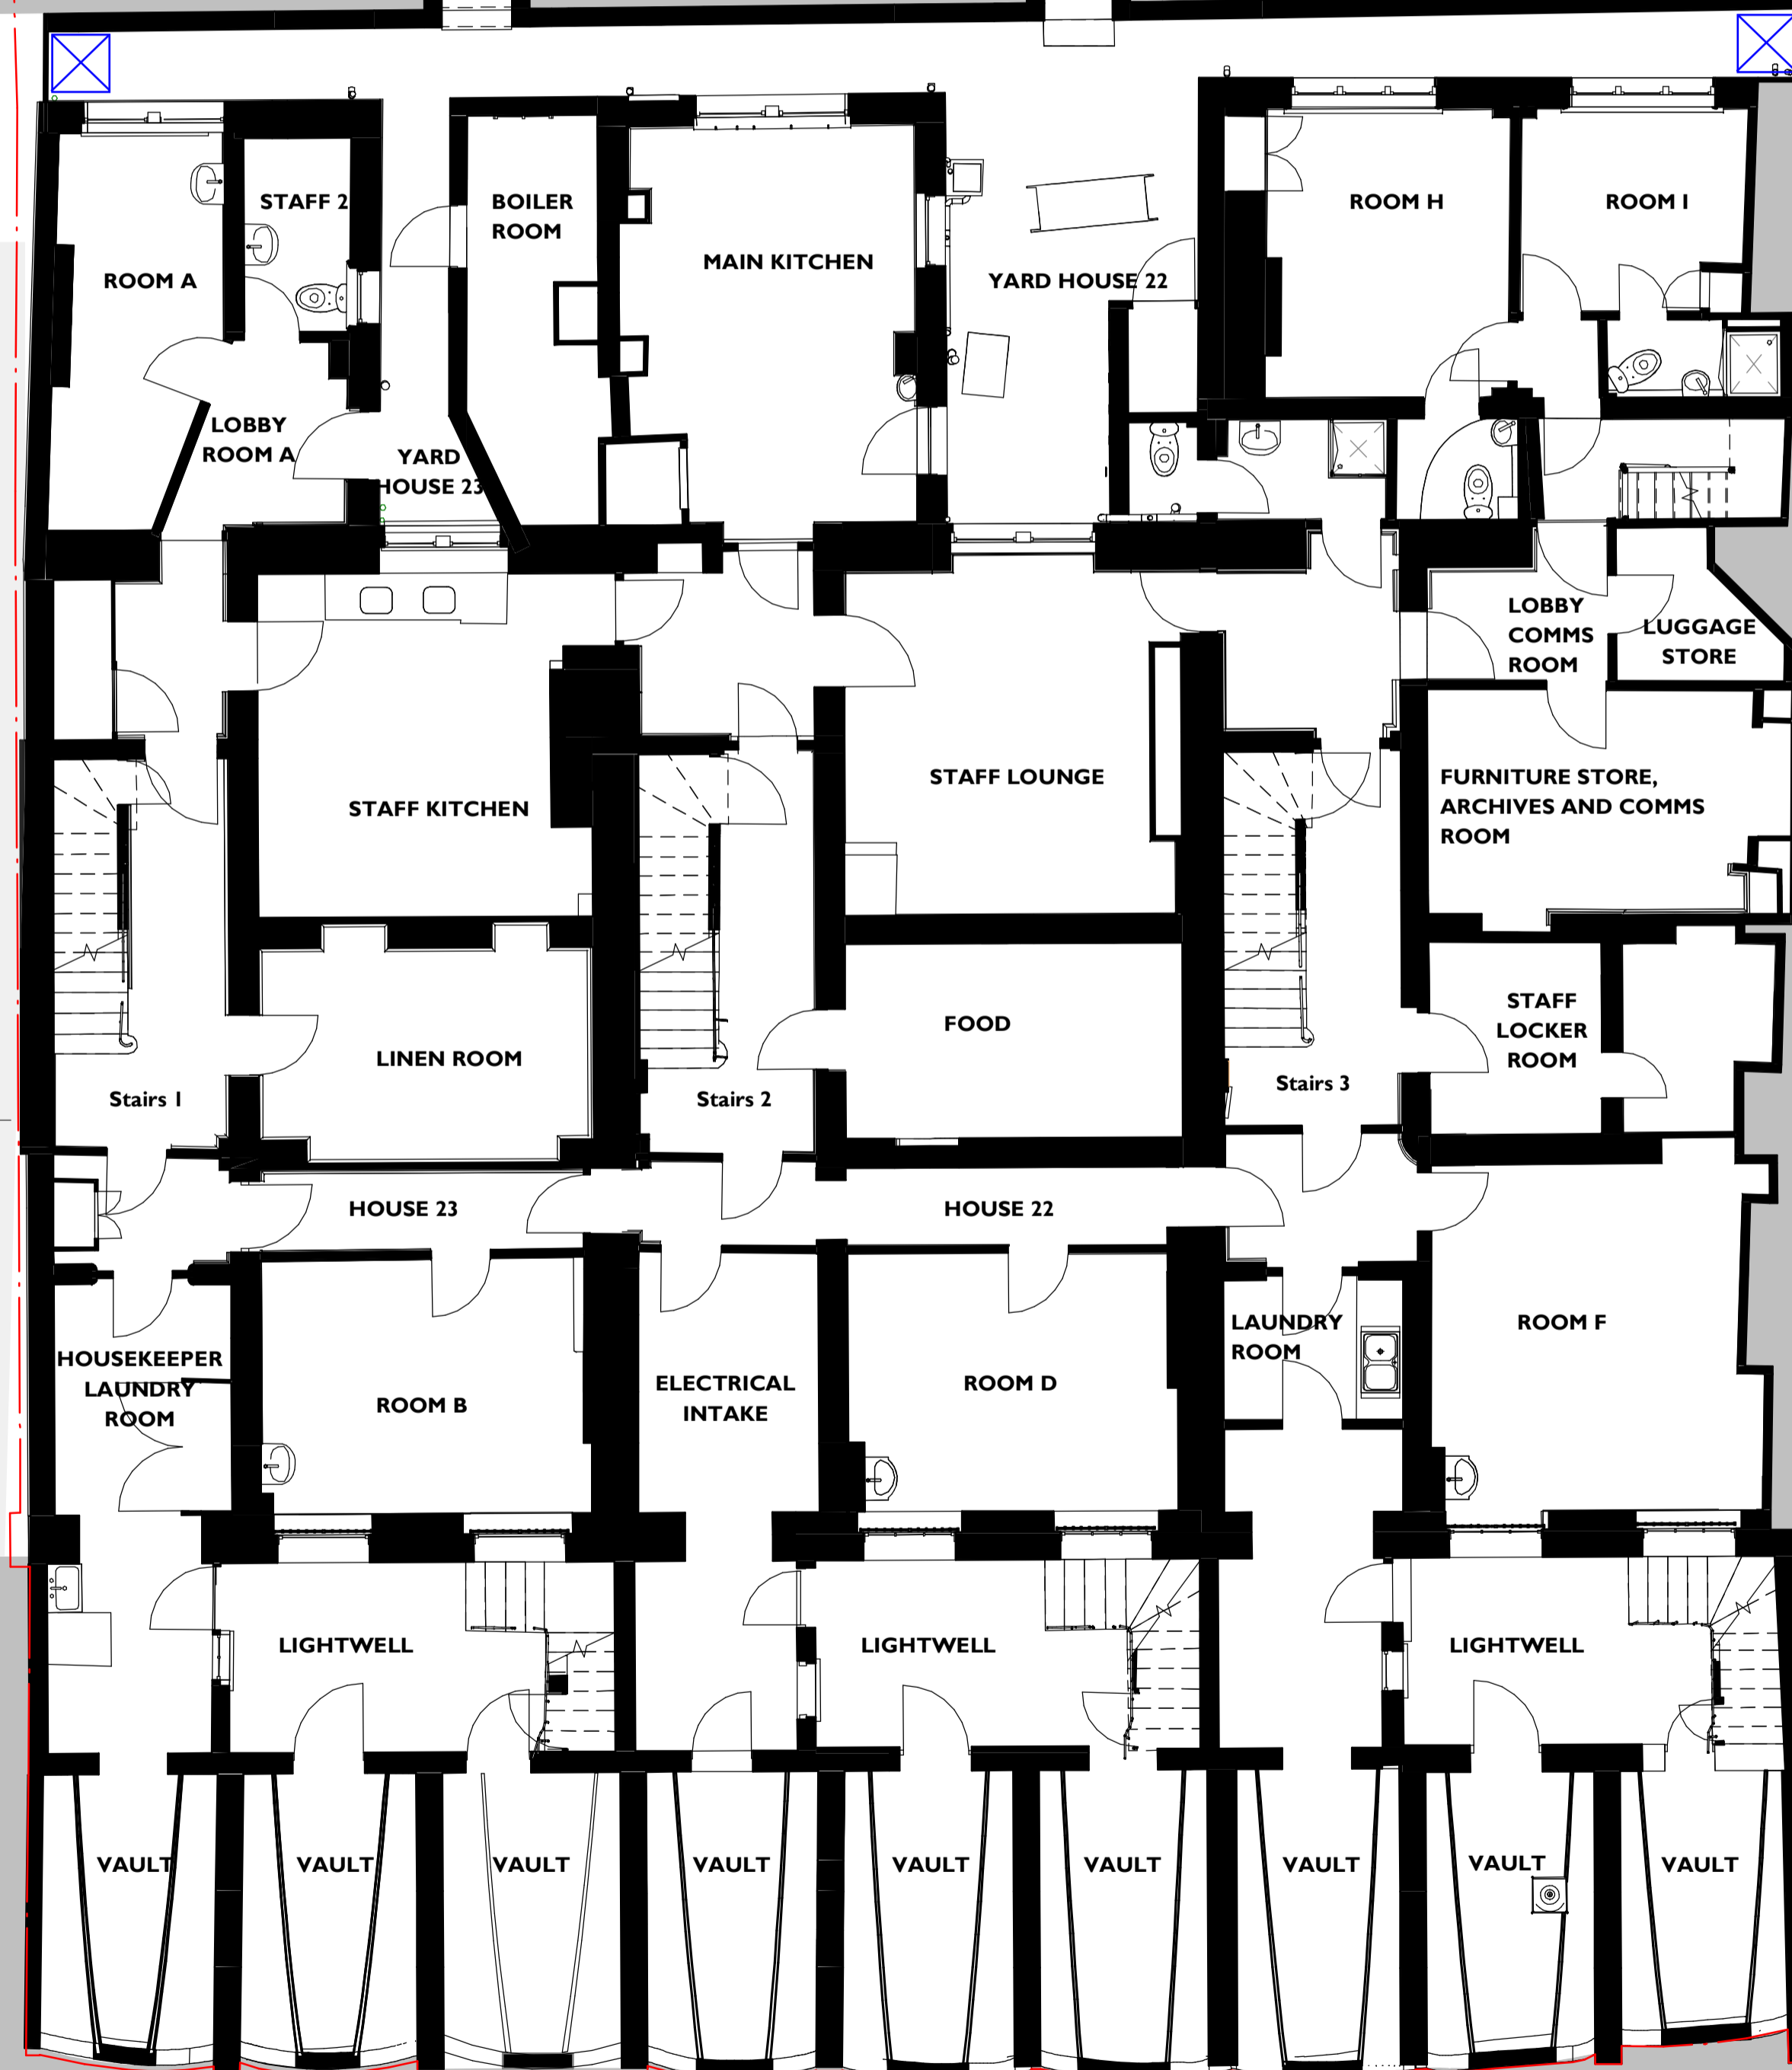 STAFF 2
BOILER
ROOM
ROOM H
ROOM I
MAIN KITCHEN
ROOM A
YARD HOUSE 22
LOBBY
ROOM A
YARD
HOUSE 23
LOBBY
COMMS
ROOM
LUGGAGE
STORE
STAFF KITCHEN
STAFF LOUNGE
FURNITURE STORE,
ARCHIVES AND COMMS
ROOM
LINEN ROOM
FOOD
STAFF
LOCKER
ROOM
Stairs 1
Stairs 2
Stairs 3
HOUSE 23
HOUSE 22
HOUSEKEEPER
LAUNDRY
ROOM
ROOM B
ELECTRICAL
INTAKE
ROOM D
LAUNDRY
ROOM
ROOM F
LIGHTWELL
LIGHTWELL
LIGHTWELL
VAULT
VAULT
VAULT
VAULT
VAULT
VAULT
VAULT
VAULT
VAULT